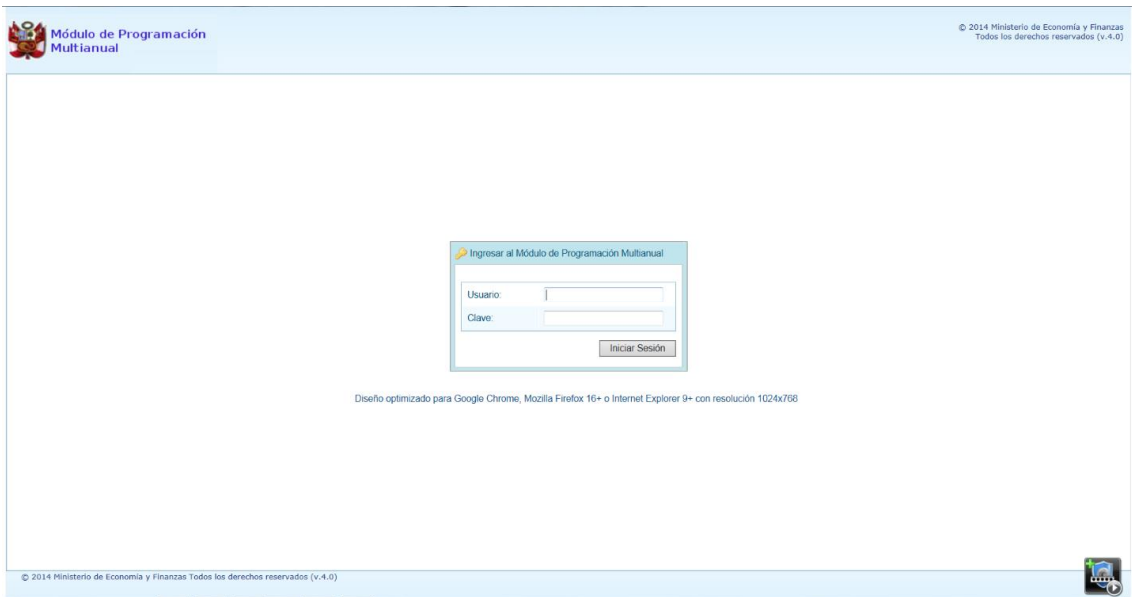 Módulo de Programación
Multianual
© 2014 Ministerio de Economía y Finanzas
Todos los derechos reservados (v.4.0)
Ingresar al Módulo de Programación Multianual
Usuario:
Clave:
Iniciar Sesión
Diseño optimizado para Google Chrome, Mozilla Firefox 16+ o Internet Explorer 9+ con resolución 1024x768
© 2014 Ministerio de Economía y Finanzas Todos los derechos reservados (v.4.0)